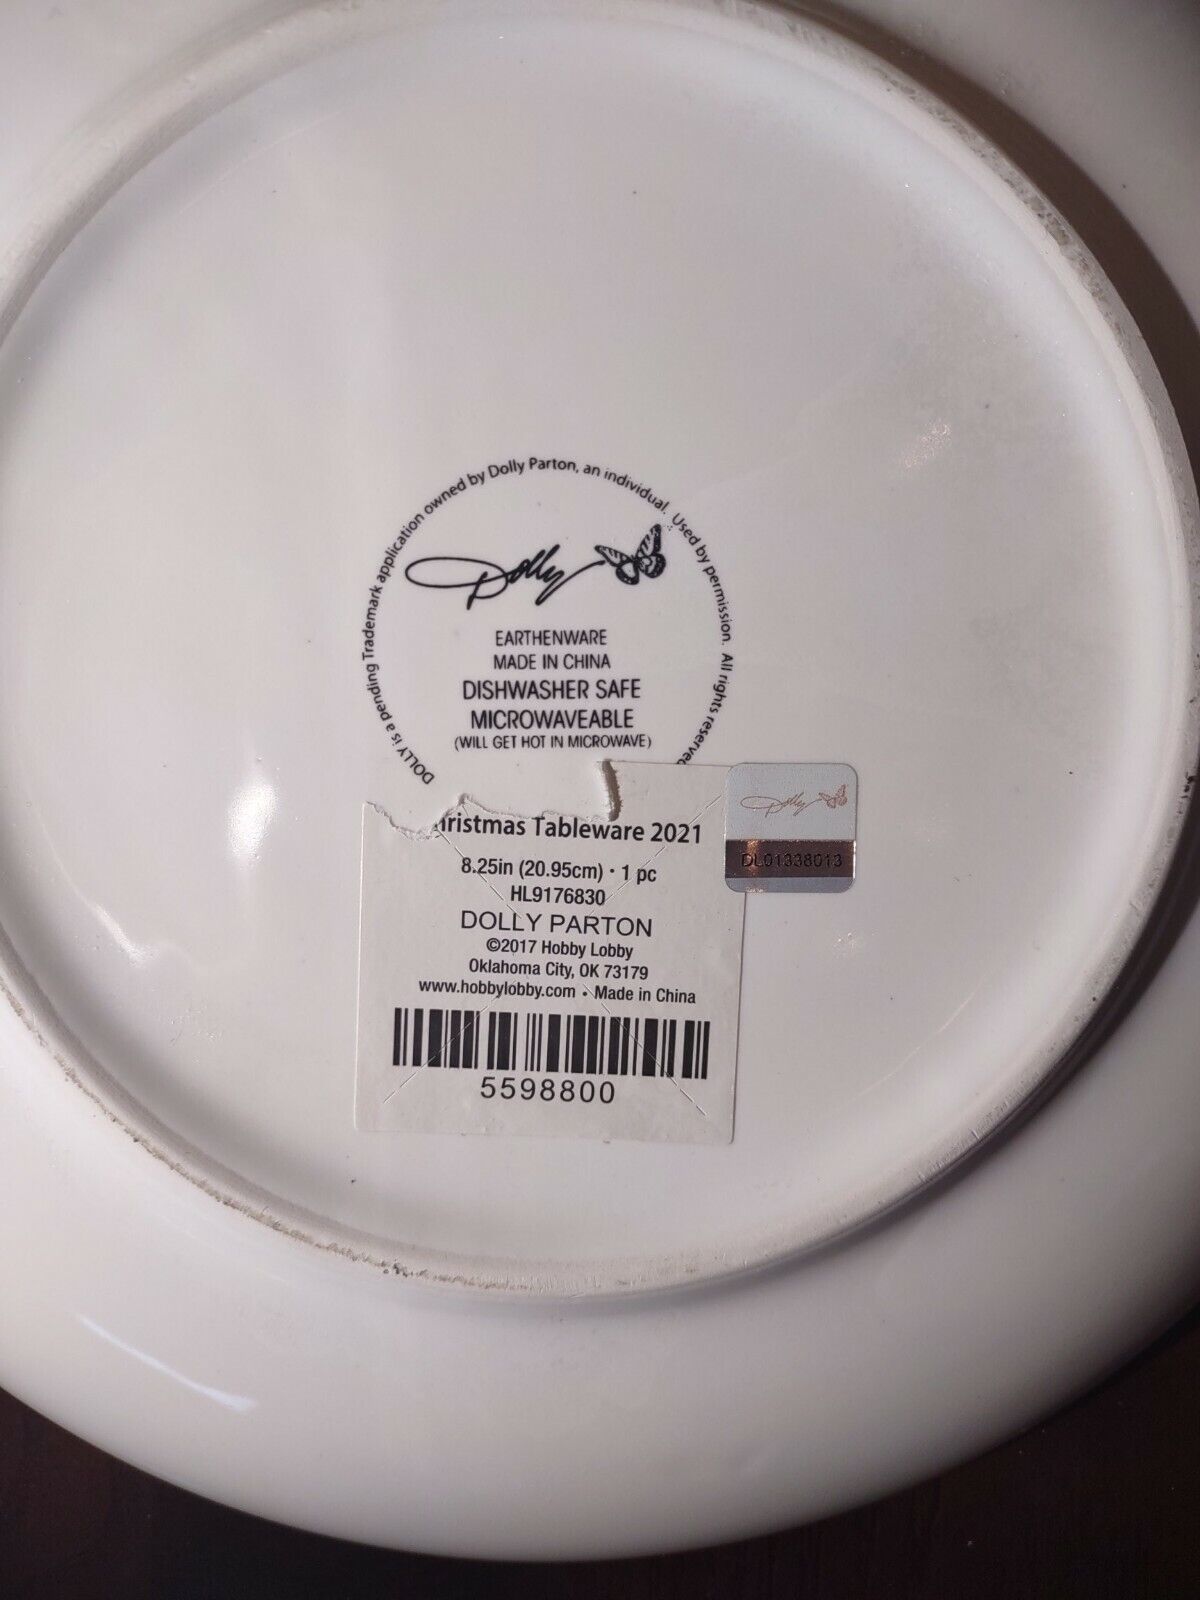 DOLLY is a pending Trademark application owned by Dolly Parton, an individual. Used by permission. All rights reserved
Dolly
EARTHENWARE
MADE IN CHINA
DISHWASHER SAFE
MICROWAVEABLE
(WILL GET HOT IN MICROWAVE)
Dolly
DL01338013
hristmas Tableware 2021
8.25in (20.95cm) • 1 pc
HL9176830
DOLLY PARTON
©2017 Hobby Lobby
Oklahoma City, OK 73179
www.hobbylobby.com • Made in China
5598800